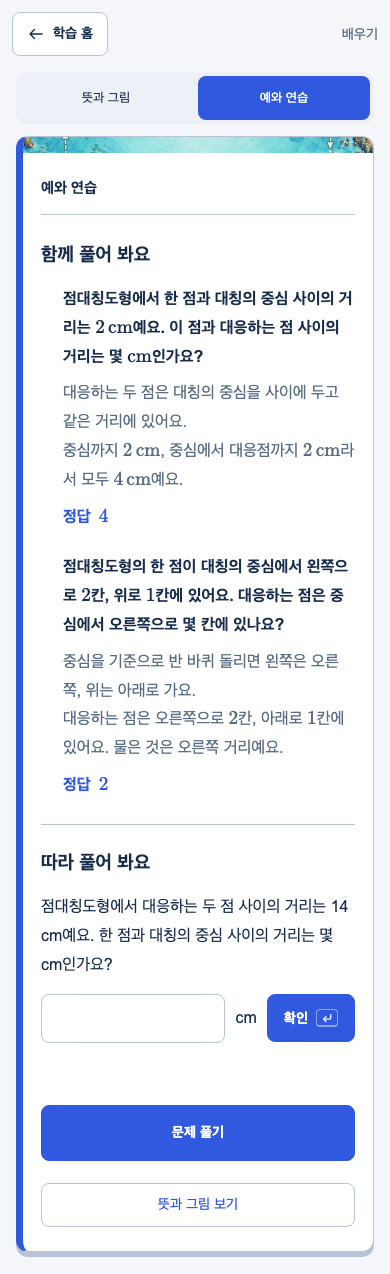 ← 학습 홈
배우기
뜻과 그림
예와 연습
예와 연습
함께 풀어 봐요
점대칭도형에서 한 점과 대칭의 중심 사이의 거
리는 2 cm예요. 이 점과 대응하는 점 사이의
거리는 몇 cm인가요?
대응하는 두 점은 대칭의 중심을 사이에 두고
같은 거리에 있어요.
중심까지 2 cm, 중심에서 대응점까지 2 cm라
서 모두 4 cm예요.
정답 4
점대칭도형의 한 점이 대칭의 중심에서 왼쪽으
로 2칸, 위로 1칸에 있어요. 대응하는 점은 중
심에서 오른쪽으로 몇 칸에 있나요?
중심을 기준으로 반 바퀴 돌리면 왼쪽은 오른
쪽, 위는 아래로 가요.
대응하는 점은 오른쪽으로 2칸, 아래로 1칸에
있어요. 물은 것은 오른쪽 거리예요.
정답 2
따라 풀어 봐요
점대칭도형에서 대응하는 두 점 사이의 거리는 14
cm예요. 한 점과 대칭의 중심 사이의 거리는 몇
cm인가요?
cm
확인 ↵
문제 풀기
뜻과 그림 보기